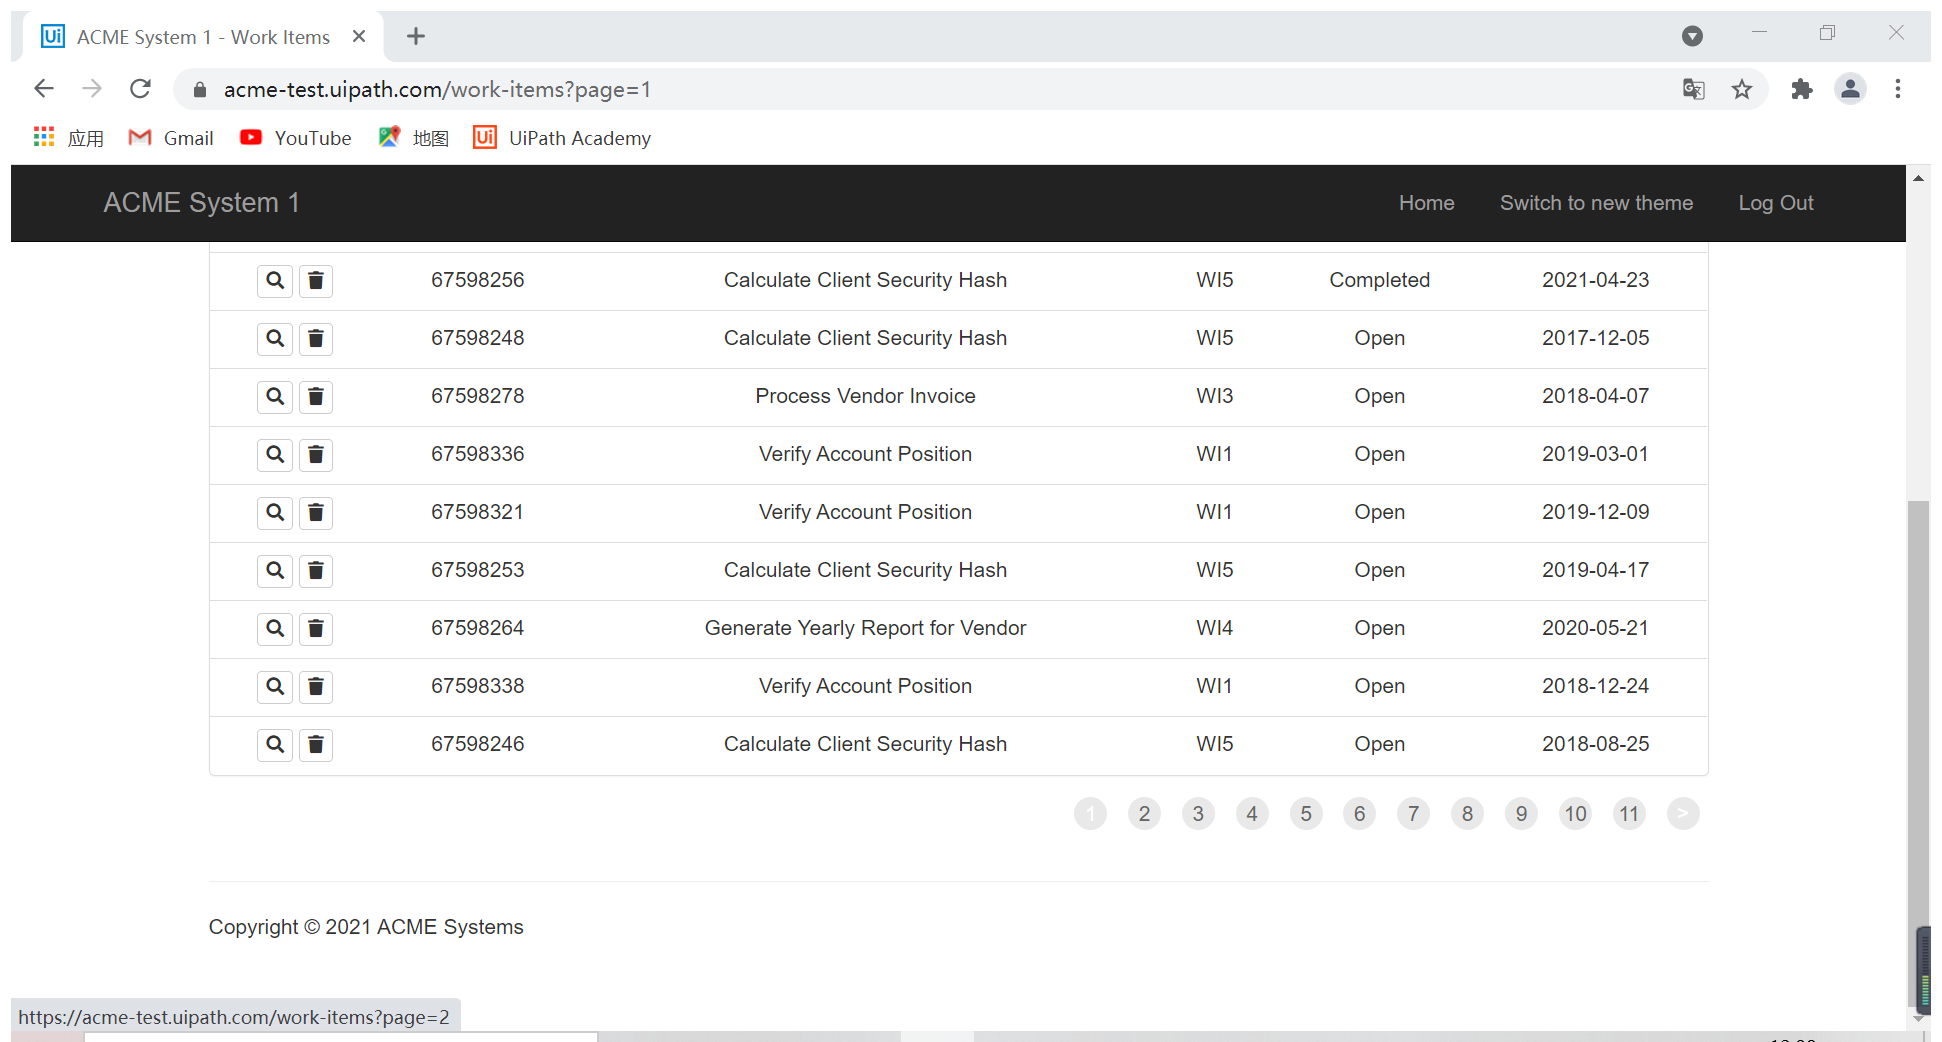 ACME System 1 - Work Items
acme-test.uipath.com/work-items?page=1
应用 Gmail YouTube 地图 UiPath Academy
ACME System 1 Home Switch to new theme Log Out
67598256 Calculate Client Security Hash WI5 Completed 2021-04-23
67598248 Calculate Client Security Hash WI5 Open 2017-12-05
67598278 Process Vendor Invoice WI3 Open 2018-04-07
67598336 Verify Account Position WI1 Open 2019-03-01
67598321 Verify Account Position WI1 Open 2019-12-09
67598253 Calculate Client Security Hash WI5 Open 2019-04-17
67598264 Generate Yearly Report for Vendor WI4 Open 2020-05-21
67598338 Verify Account Position WI1 Open 2018-12-24
67598246 Calculate Client Security Hash WI5 Open 2018-08-25
1 2 3 4 5 6 7 8 9 10 11 >
Copyright © 2021 ACME Systems
https://acme-test.uipath.com/work-items?page=2